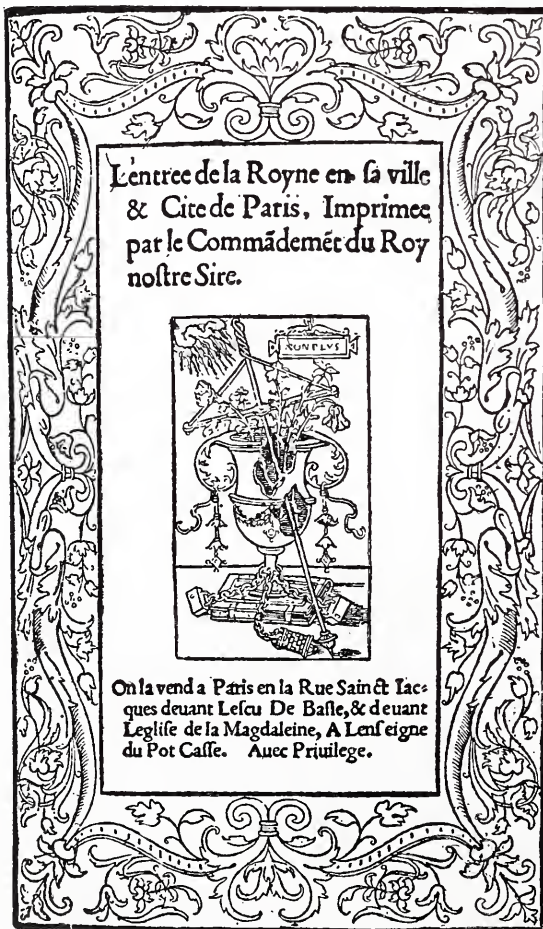 L'entree de la Royne en sa ville
& Cite de Paris, Imprimee
par le Commãdemẽt du Roy
noſtre Sire.
NON PLVS
On la vend a Paris en la Rue Sainct Iac-
ques deuant Leſcu De Baſle, & deuant
Legliſe de la Magdaleine, A Lenſeigne
du Pot Caſſe. Auec Priuilege.